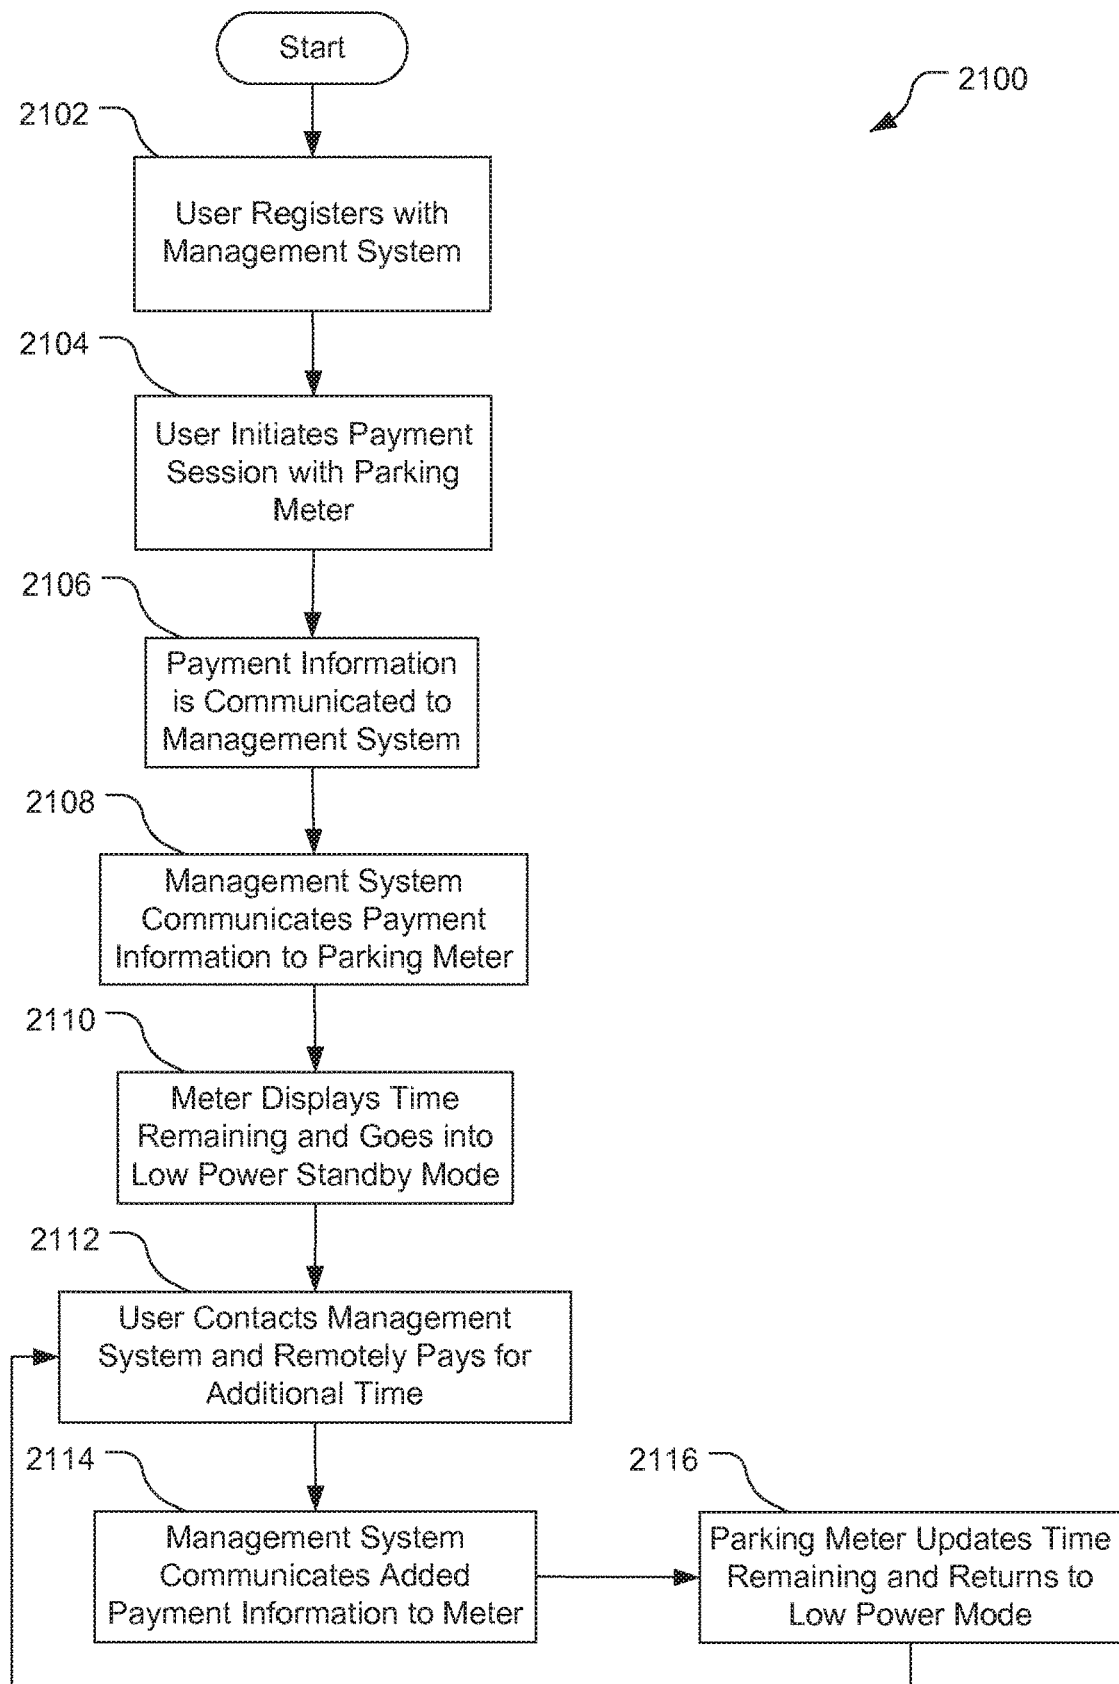 Start
2100
2102
User Registers with
Management System
2104
User Initiates Payment
Session with Parking
Meter
2106
Payment Information
is Communicated to
Management System
2108
Management System
Communicates Payment
Information to Parking Meter
2110
Meter Displays Time
Remaining and Goes into
Low Power Standby Mode
2112
User Contacts Management
System and Remotely Pays for
Additional Time
2114
Management System
Communicates Added
Payment Information to Meter
2116
Parking Meter Updates Time
Remaining and Returns to
Low Power Mode